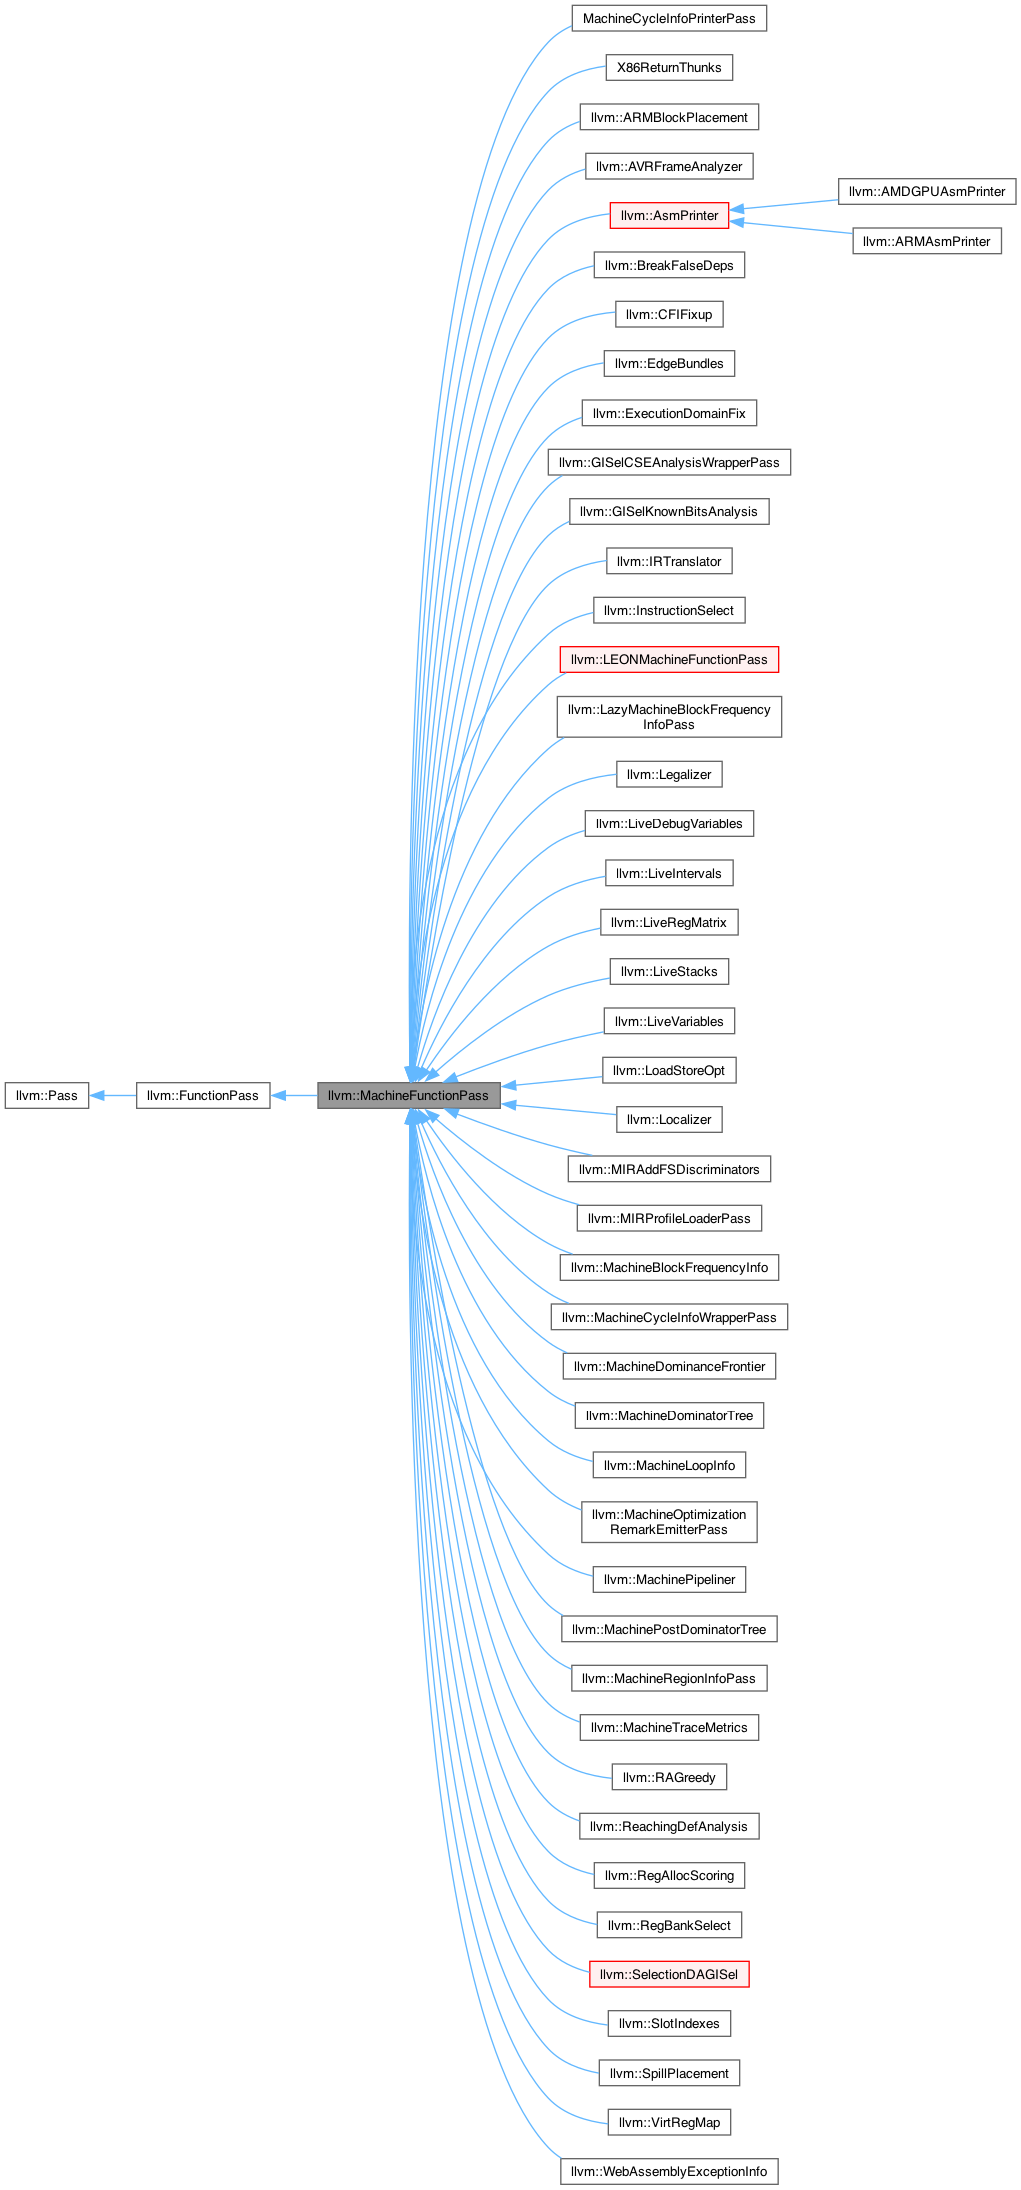 MachineCycleInfoPrinterPass
X86ReturnThunks
llvm::ARMBlockPlacement
llvm::AVRFrameAnalyzer
llvm::AMDGPUAsmPrinter
llvm::AsmPrinter
llvm::ARMAsmPrinter
llvm::BreakFalseDeps
llvm::CFIFixup
llvm::EdgeBundles
llvm::ExecutionDomainFix
llvm::GISelCSEAnalysisWrapperPass
llvm::GISelKnownBitsAnalysis
llvm::IRTranslator
llvm::InstructionSelect
llvm::LEONMachineFunctionPass
llvm::LazyMachineBlockFrequency
InfoPass
llvm::Legalizer
llvm::LiveDebugVariables
llvm::LiveIntervals
llvm::LiveRegMatrix
llvm::LiveStacks
llvm::LiveVariables
llvm::LoadStoreOpt
llvm::Pass
llvm::FunctionPass
llvm::MachineFunctionPass
llvm::Localizer
llvm::MIRAddFSDiscriminators
llvm::MIRProfileLoaderPass
llvm::MachineBlockFrequencyInfo
llvm::MachineCycleInfoWrapperPass
llvm::MachineDominanceFrontier
llvm::MachineDominatorTree
llvm::MachineLoopInfo
llvm::MachineOptimization
RemarkEmitterPass
llvm::MachinePipeliner
llvm::MachinePostDominatorTree
llvm::MachineRegionInfoPass
llvm::MachineTraceMetrics
llvm::RAGreedy
llvm::ReachingDefAnalysis
llvm::RegAllocScoring
llvm::RegBankSelect
llvm::SelectionDAGISel
llvm::SlotIndexes
llvm::SpillPlacement
llvm::VirtRegMap
llvm::WebAssemblyExceptionInfo